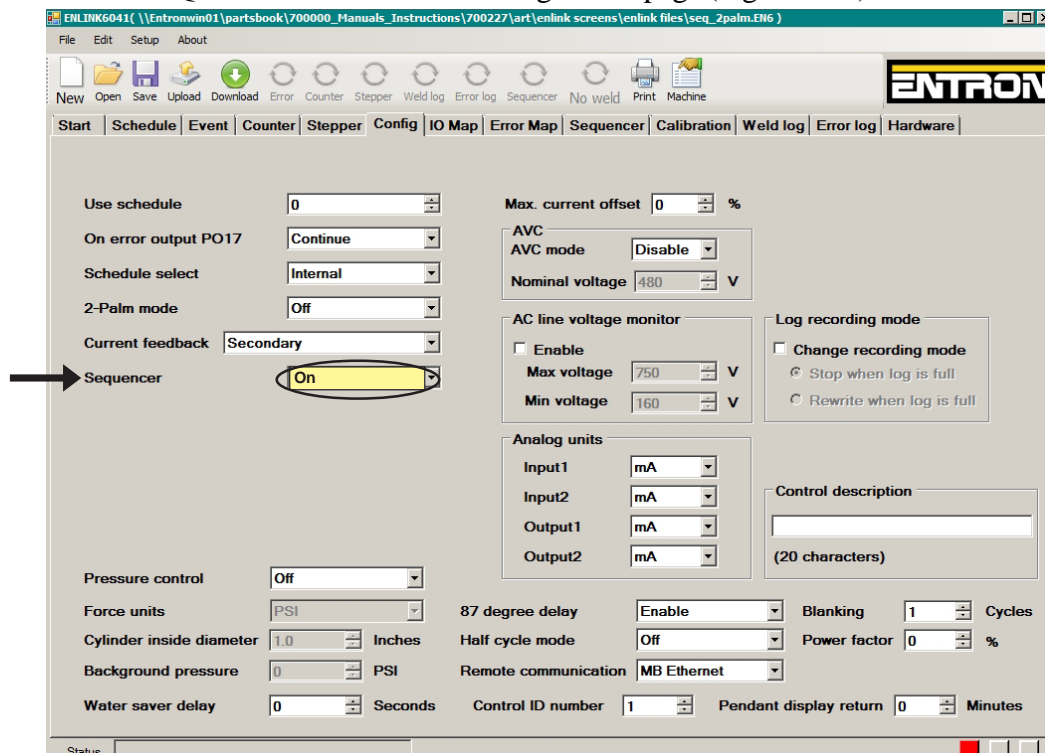 ENLINK6041( \\Entronwin01\partsbook\700000_Manuals_Instructions\700227\art\enlink screens\enlink files\seq_2palm.EN6 )
File Edit Setup About
New Open Save Upload Download Error Counter Stepper Weld log Error log Sequencer No weld Print Machine
ENTRON
Start Schedule Event Counter Stepper Config IO Map Error Map Sequencer Calibration Weld log Error log Hardware
Use schedule 0
On error output PO17 Continue
Schedule select Internal
2-Palm mode Off
Current feedback Secondary
Sequencer On
Max. current offset 0 %
AVC
AVC mode Disable
Nominal voltage 480 V
AC line voltage monitor
Enable
Max voltage 750 V
Min voltage 160 V
Log recording mode
Change recording mode
Stop when log is full
Rewrite when log is full
Analog units
Input1 mA
Input2 mA
Output1 mA
Output2 mA
Control description
(20 characters)
Pressure control Off
Force units PSI
Cylinder inside diameter 1.0 Inches
Background pressure 0 PSI
Water saver delay 0 Seconds
87 degree delay Enable
Half cycle mode Off
Remote communication MB Ethernet
Control ID number 1
Blanking 1 Cycles
Power factor 0 %
Pendant display return 0 Minutes
Status